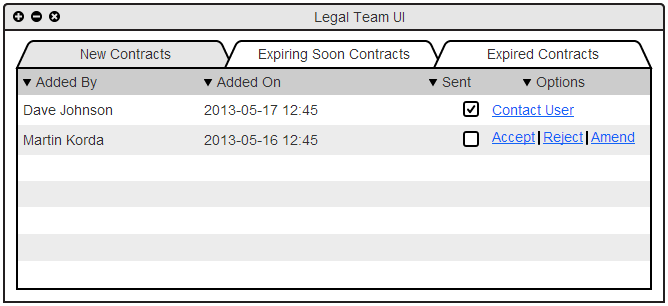 Legal Team UI
New Contracts Expiring Soon Contracts Expired Contracts
Added By Added On Sent Options
Dave Johnson 2013-05-17 12:45 Contact User
Martin Korda 2013-05-16 12:45 Accept | Reject | Amend